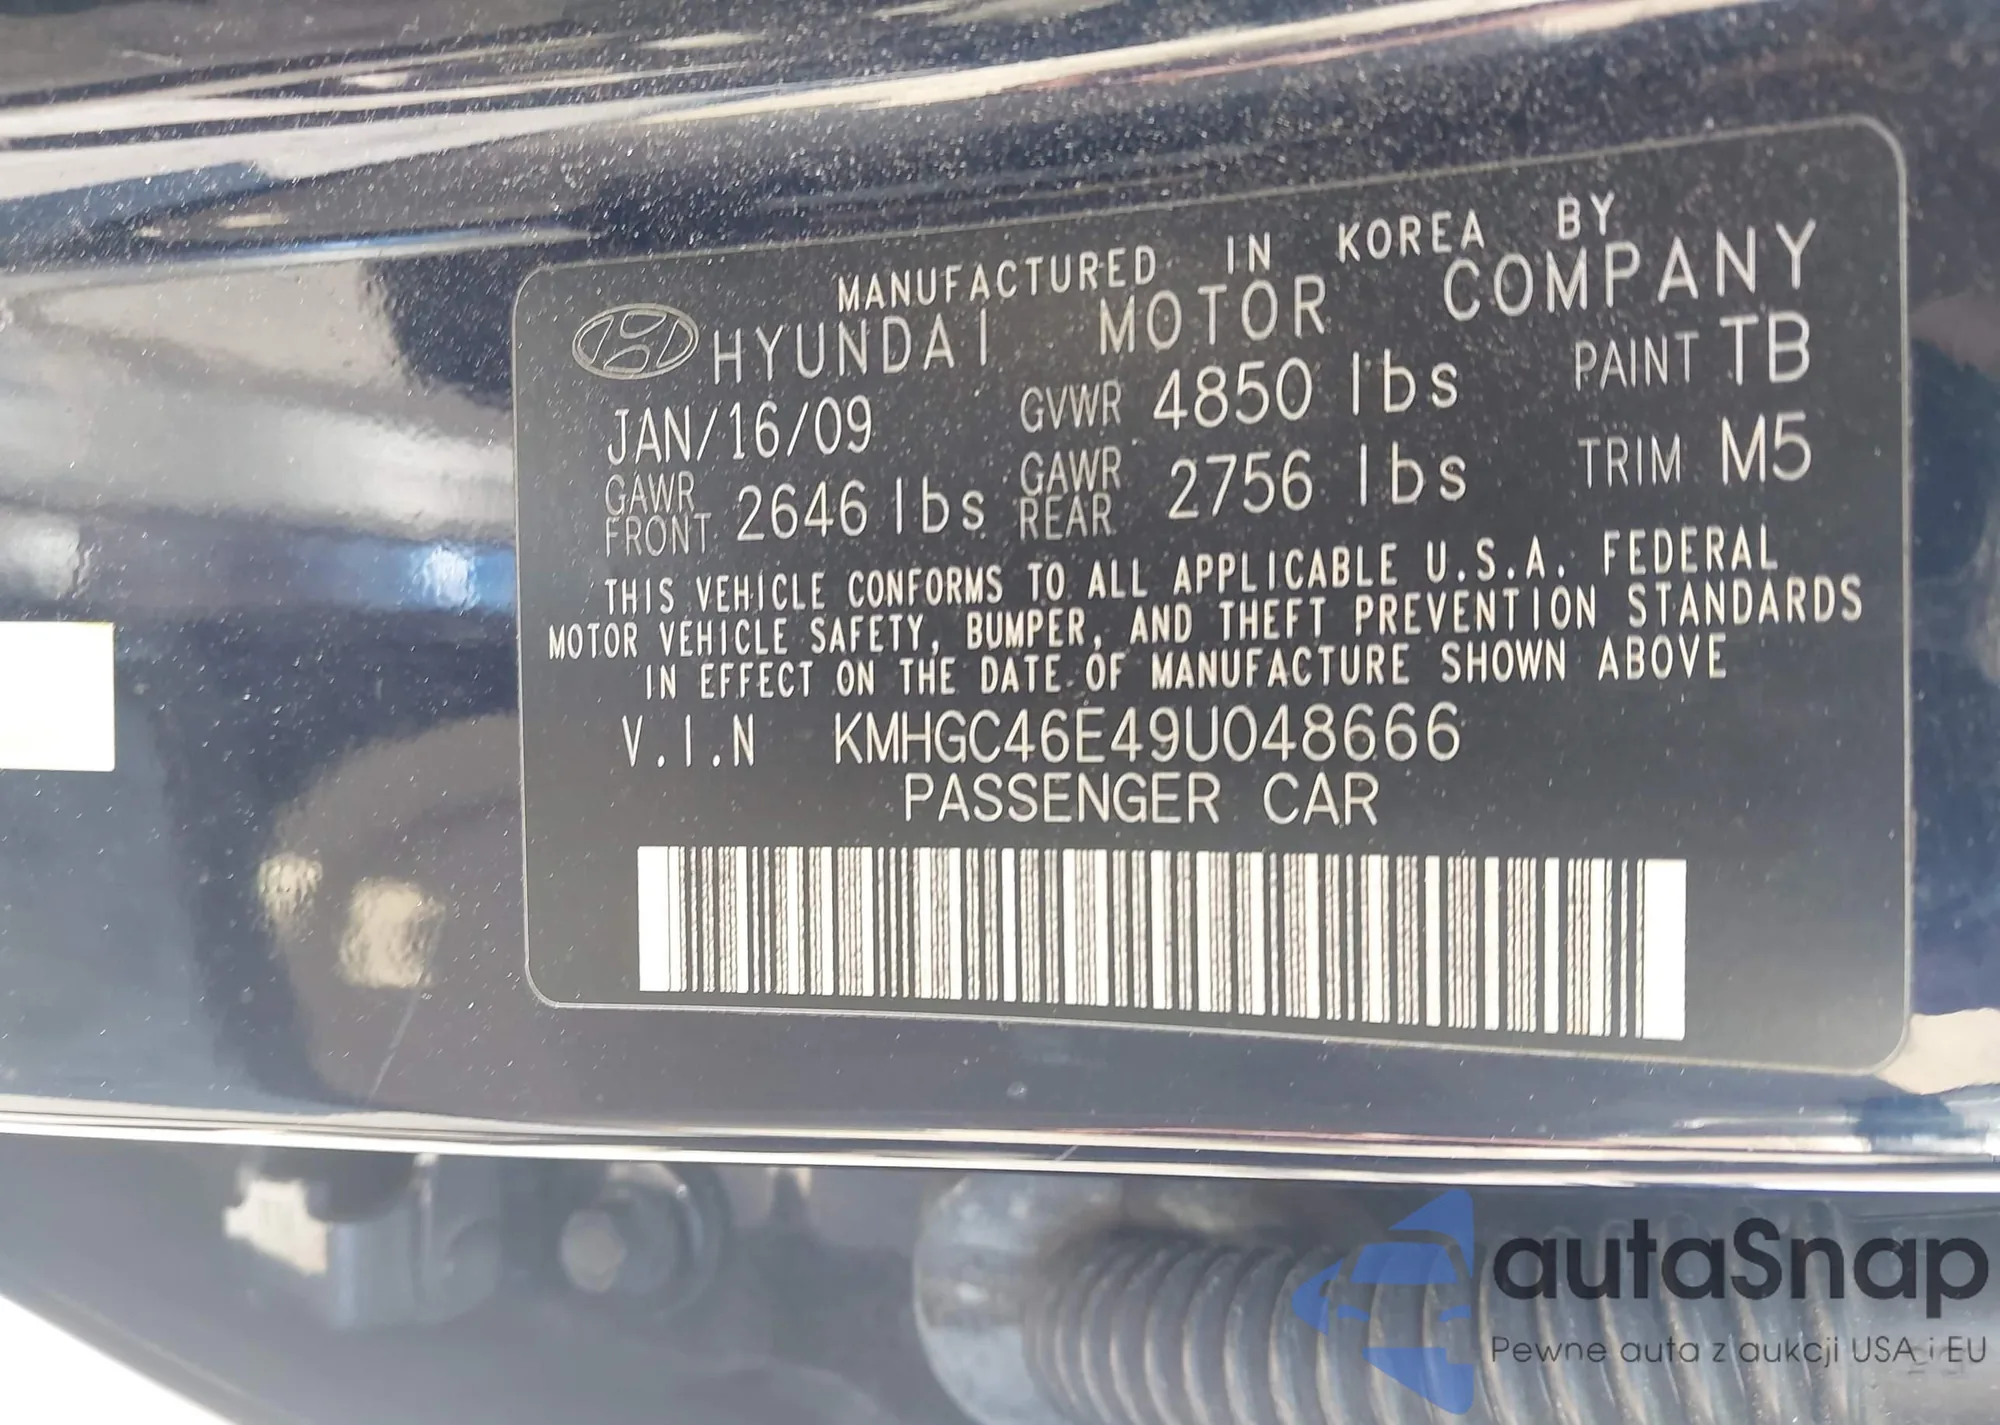 MANUFACTURED IN KOREA BY
HYUNDAI MOTOR COMPANY
JAN/16/09 GVWR 4850 lbs PAINT TB
GAWR FRONT 2646 lbs GAWR REAR 2756 lbs TRIM M5
THIS VEHICLE CONFORMS TO ALL APPLICABLE U.S.A. FEDERAL
MOTOR VEHICLE SAFETY, BUMPER, AND THEFT PREVENTION STANDARDS
IN EFFECT ON THE DATE OF MANUFACTURE SHOWN ABOVE
V.I.N KMHGC46E49U048666
PASSENGER CAR
autaSnap
Pewne auta z aukcji USA i EU